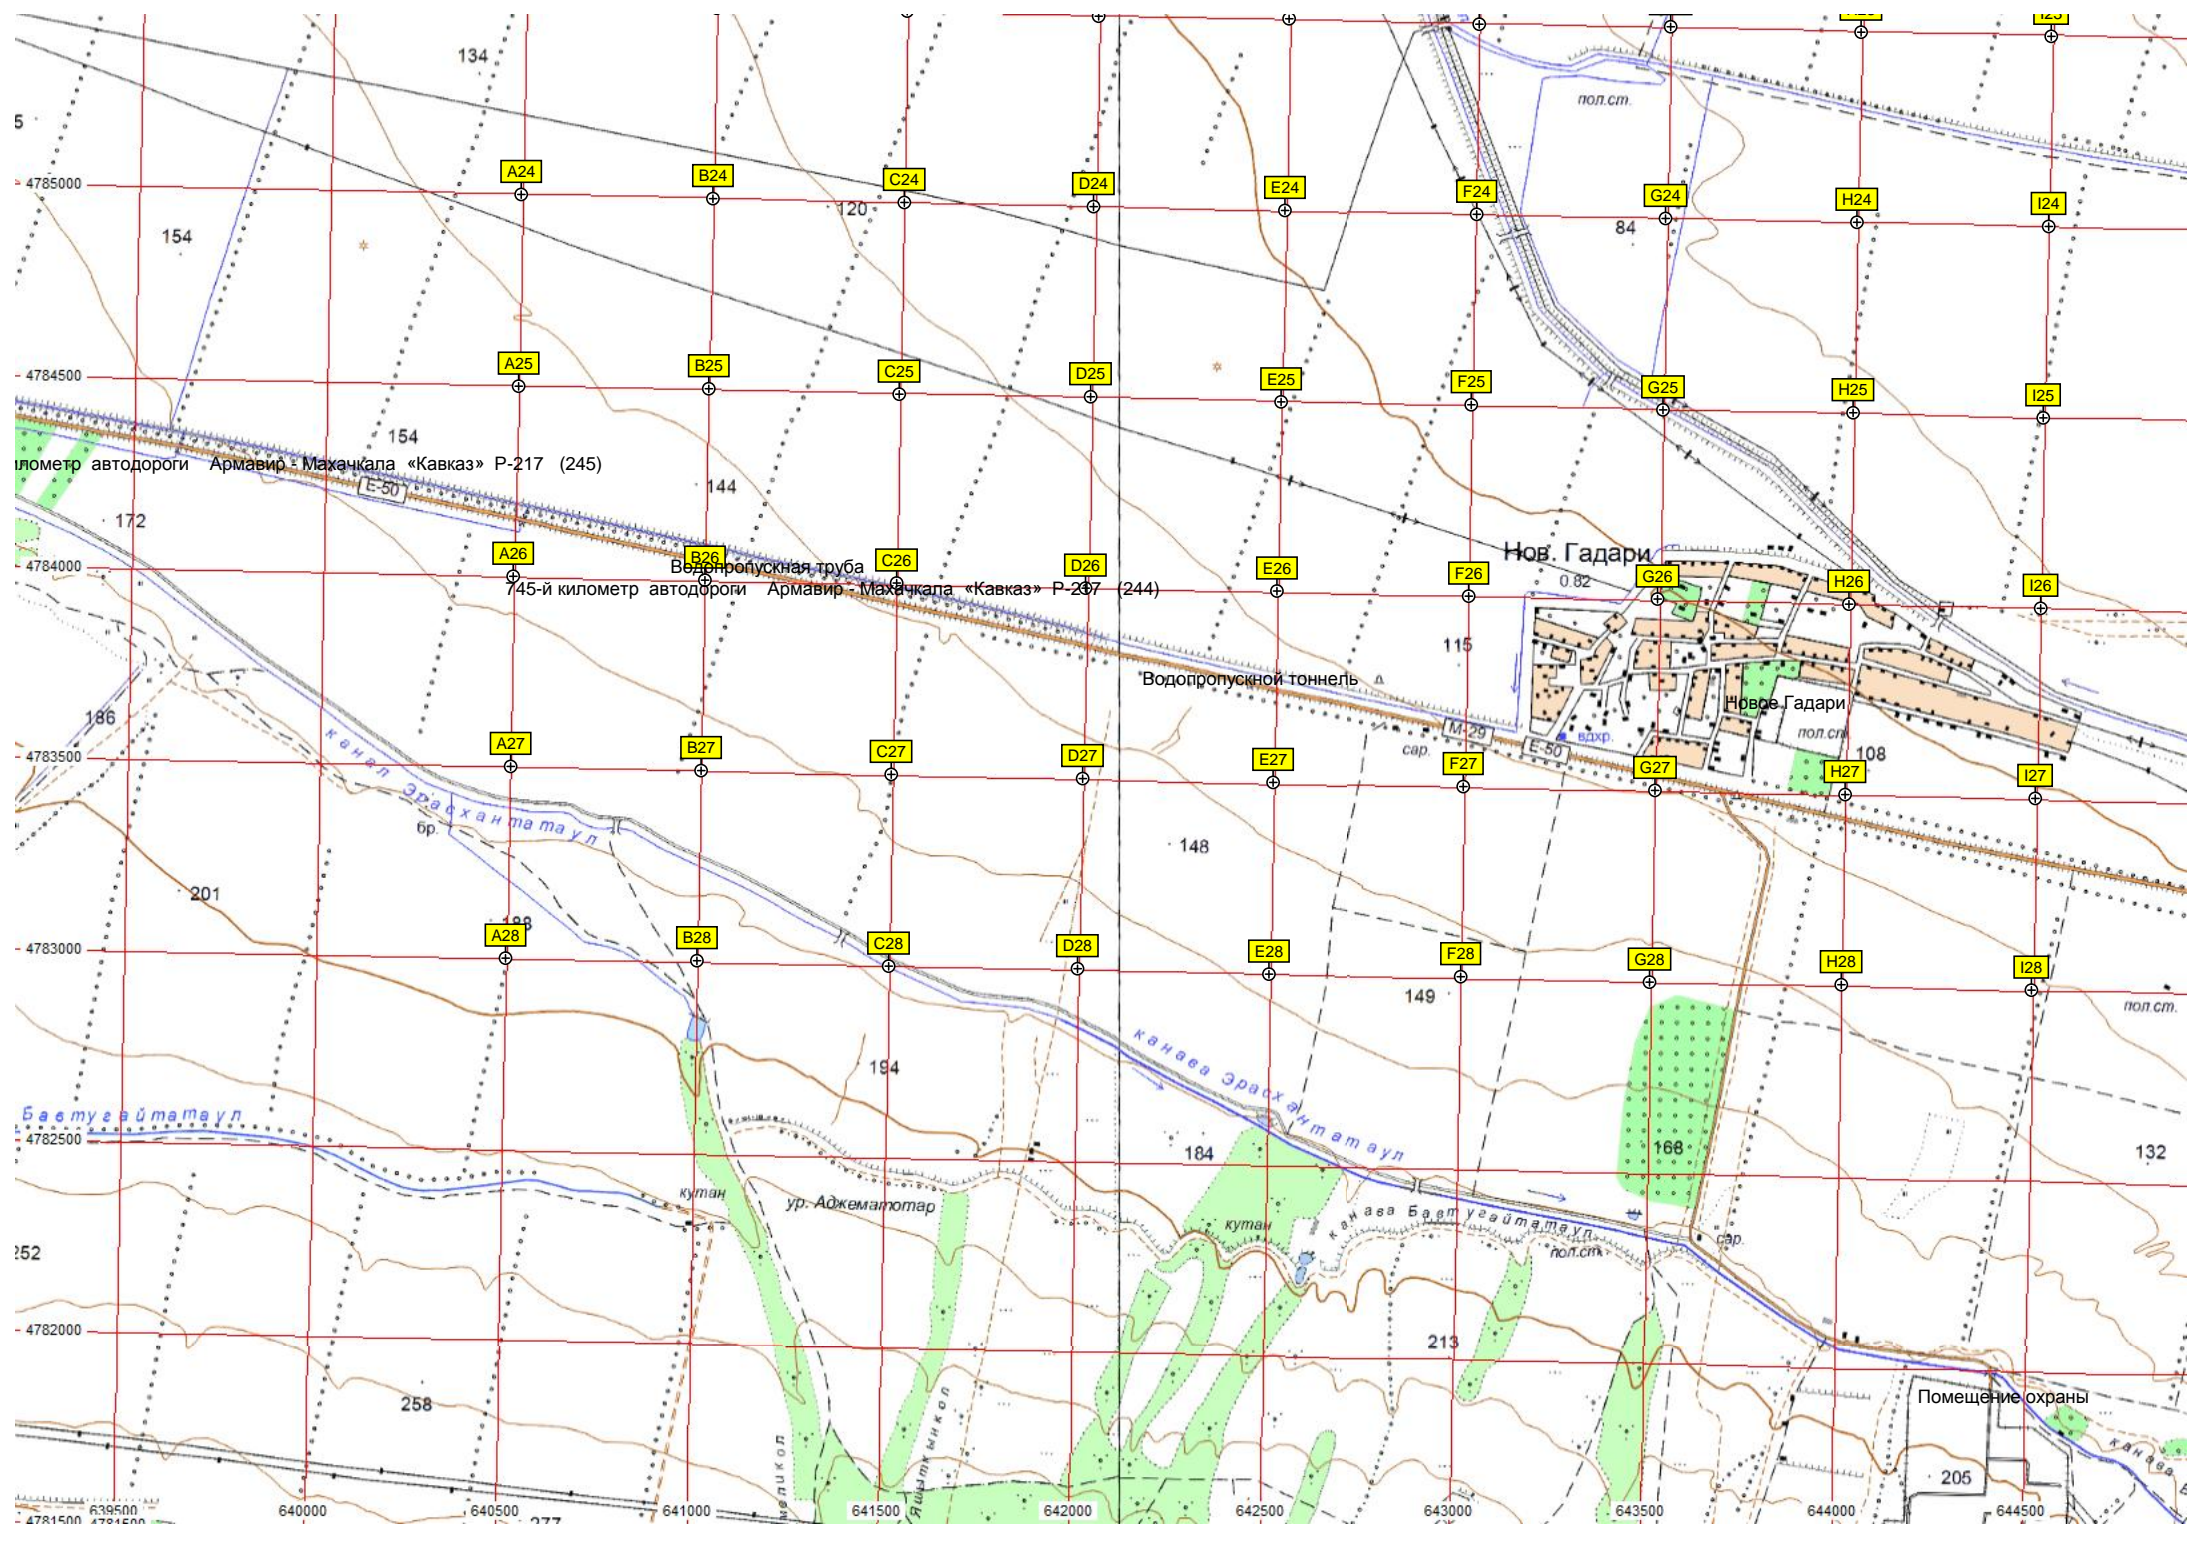 134
120
пол.ст.
4785000
A24
B24
C24
D24
E24
F24
G24
H24
I24
154
84
4784500
A25
B25
C25
D25
E25
F25
G25
H25
I25
154
илометр автодороги Армавир - Махачкала «Кавказ» Р-217 (245)
E-50
144
172
Нов. Гадари
0.82
4784000
A26
B26
C26
D26
E26
F26
G26
H26
I26
Водопропускная труба
745-й километр автодороги Армавир - Махачкала «Кавказ» Р-217 (244)
115
Водопропускной тоннель
Новое Гадари
186
М-29
E-50
вдхр.
пол.ст.
сар.
108
4783500
A27
B27
C27
D27
E27
F27
G27
H27
I27
канал Эрасхантатаул
бр.
148
201
188
4783000
A28
B28
C28
D28
E28
F28
G28
H28
I28
149
пол.ст.
194
канава Эрасхантатаул
Бавтугайтатаул
4782500
184
168
132
кутан
ур. Аджематотар
кутан
канава Бавтугайтатаул
пол.ст.
сар.
252
4782000
213
258
Помещение охраны
канава
205
Яшыткынкол
639500
640000
640500
641000
641500
642000
642500
643000
643500
644000
644500
4781500
277